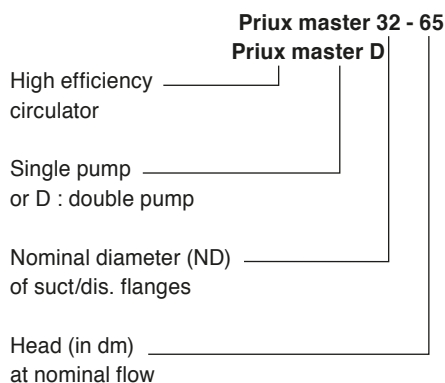 Priux master 32 - 65
Priux master D
High efficiency
circulator
Single pump
or D : double pump
Nominal diameter (ND)
of suct/dis. flanges
Head (in dm)
at nominal flow